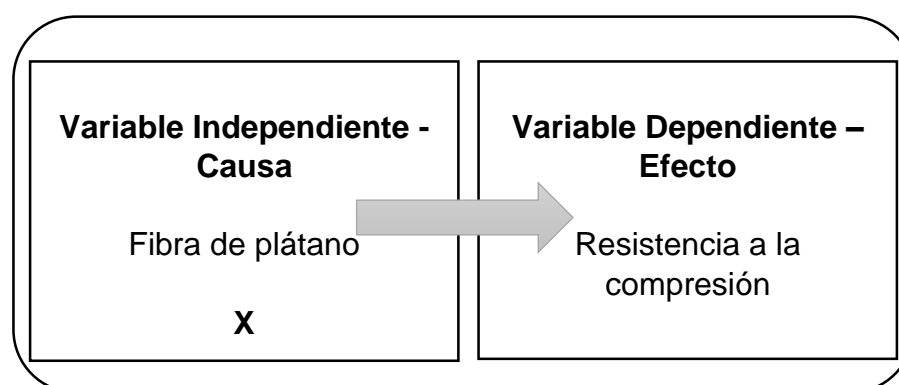 Variable Independiente -
Causa
Fibra de plátano
X
Variable Dependiente –
Efecto
Resistencia a la
compresión